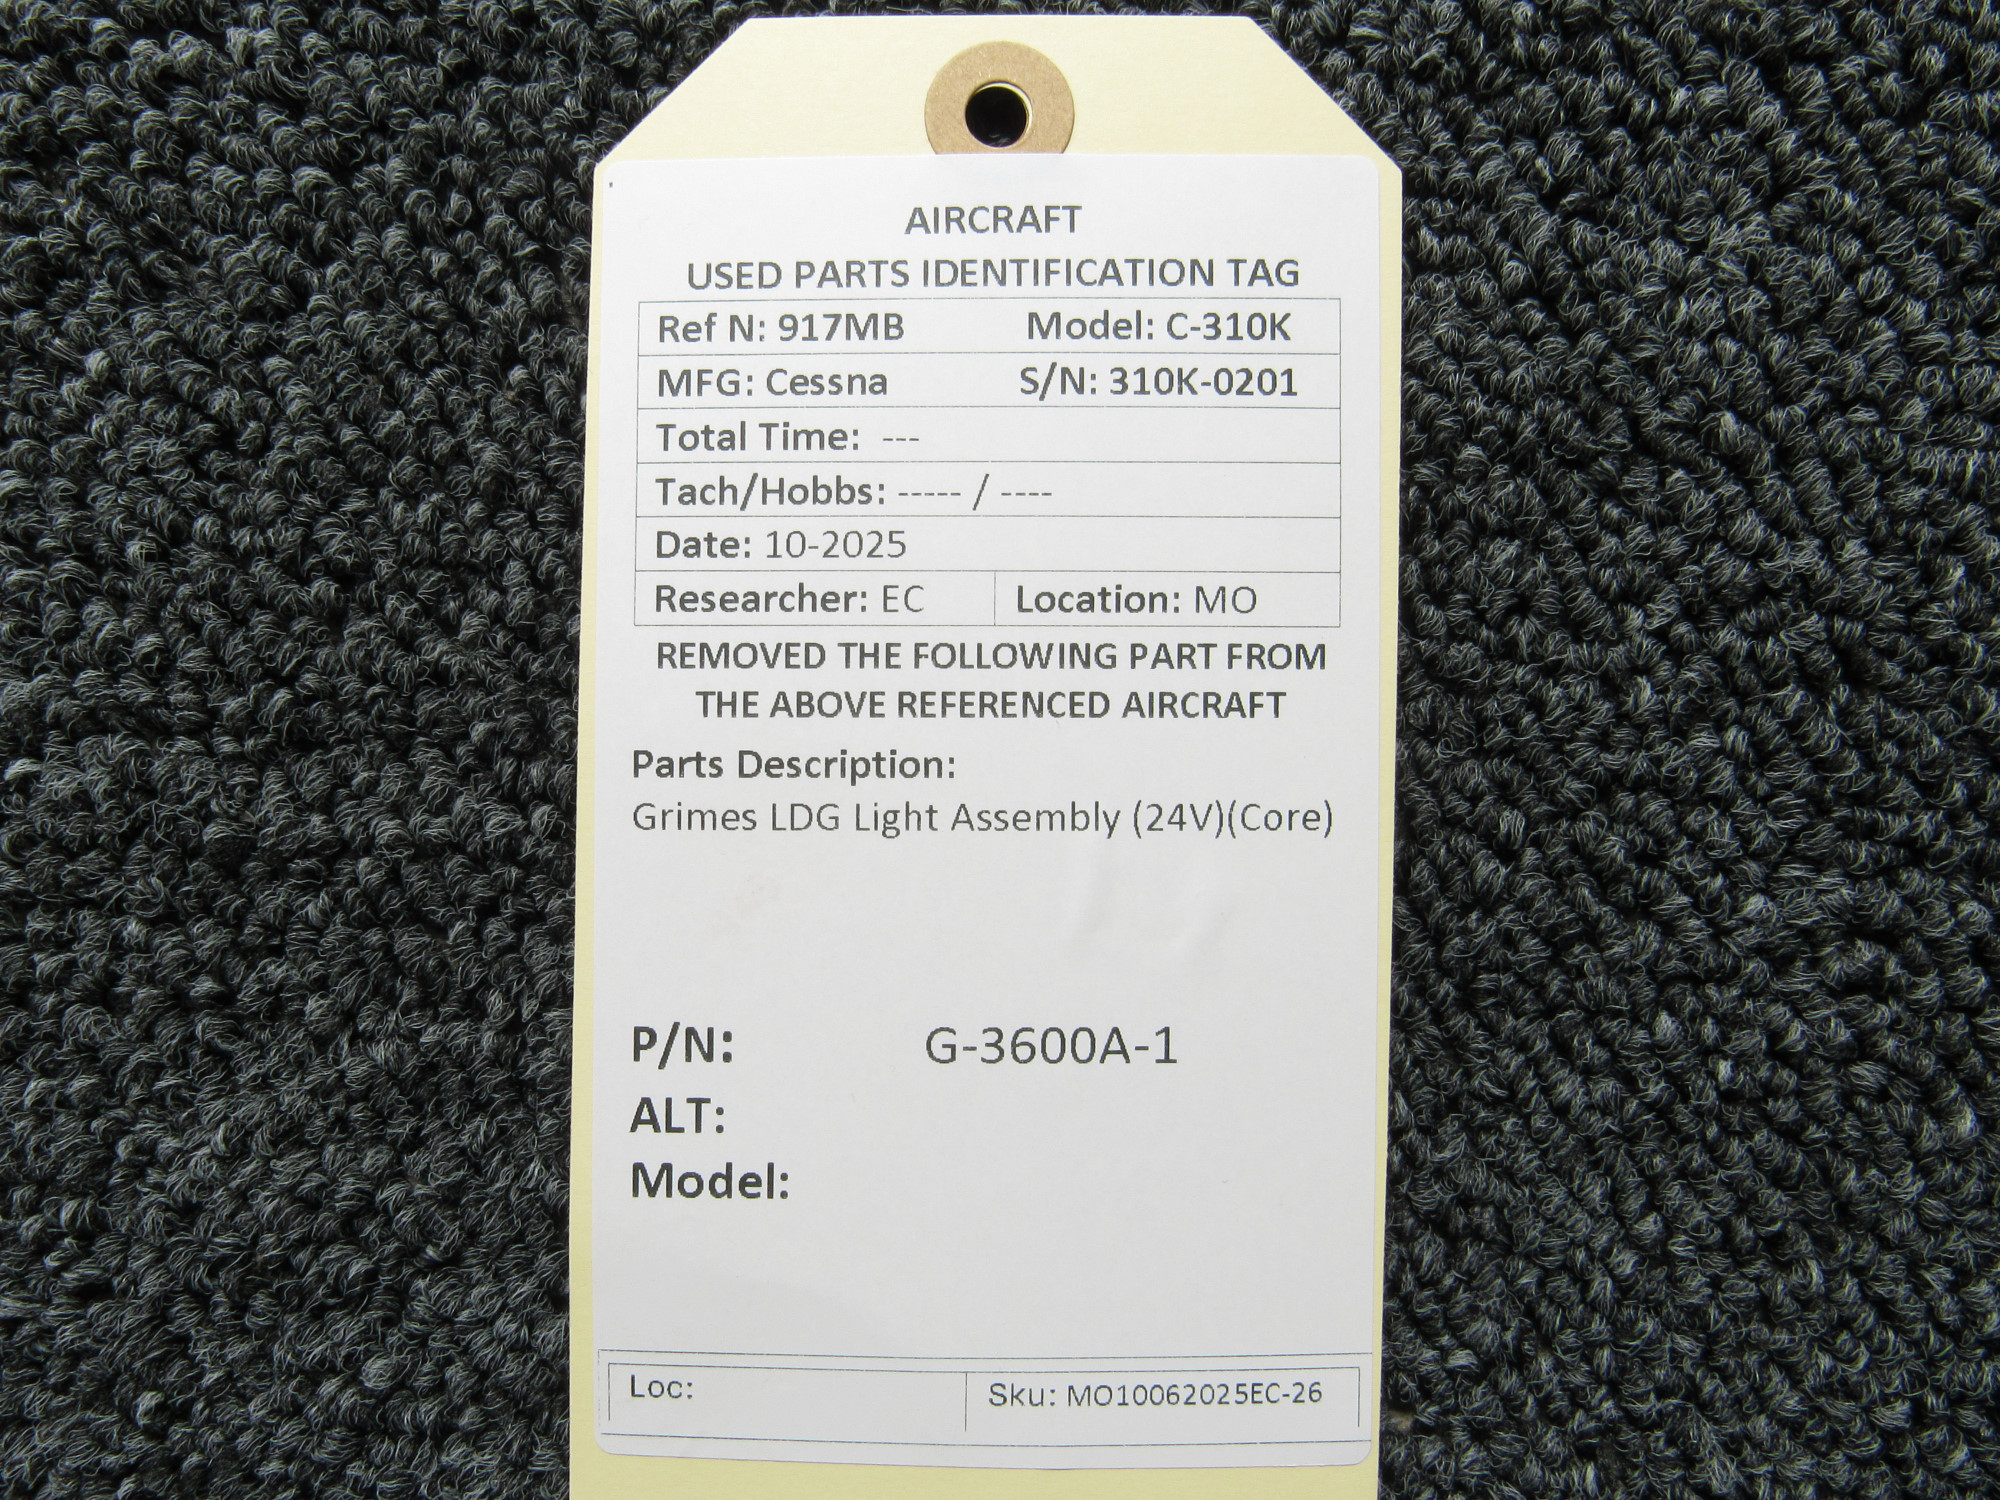 AIRCRAFT
USED PARTS IDENTIFICATION TAG
Ref N: 917MB Model: C-310K
MFG: Cessna S/N: 310K-0201
Total Time: ---
Tach/Hobbs: ----- / ----
Date: 10-2025
Researcher: EC Location: MO
REMOVED THE FOLLOWING PART FROM
THE ABOVE REFERENCED AIRCRAFT
Parts Description:
Grimes LDG Light Assembly (24V)(Core)
P/N: G-3600A-1
ALT:
Model:
Loc: Sku: MO10062025EC-26